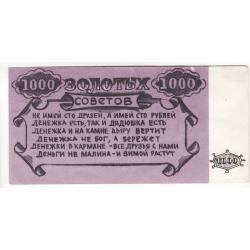 1000 ЗОЛОТЫХ 1000
СОВЕТОВ
НЕ ИМЕЙ СТО ДРУЗЕЙ, А ИМЕЙ СТО РУБЛЕЙ
ДЕНЕЖКА ЕСТЬ, ТАК И ДЯДЮШКА ЕСТЬ
ДЕНЕЖКА И НА КАМНЕ ДЫРУ ВЕРТИТ
ДЕНЕЖКА НЕ БОГ, А БЕРЕЖЕТ
ДЕНЕЖКИ В КАРМАНЕ - ВСЕ ДРУЗЬЯ С НАМИ
ДЕНЬГИ НЕ МАЛИНА - И ЗИМОЙ РАСТУТ
1000